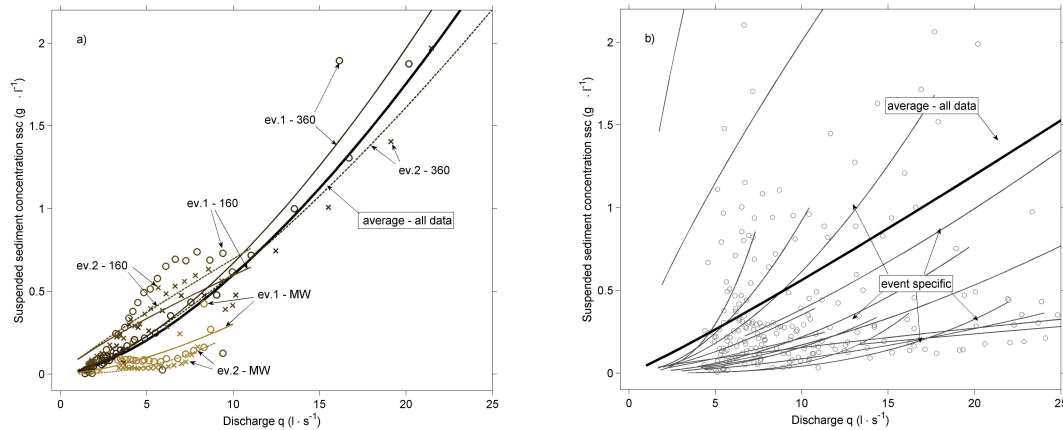 a)
2
1.5
1
0.5
0
0
5
10
15
20
25
Suspended sediment concentration ssc (g · l⁻¹)
Discharge q (l · s⁻¹)
ev.1 - 360
ev.2 - 360
average - all data
ev.1 - 160
ev.2 - 160
ev.1 - MW
ev.2 - MW
b)
2
1.5
1
0.5
0
0
5
10
15
20
25
Suspended sediment concentration ssc (g · l⁻¹)
Discharge q (l · s⁻¹)
average - all data
event specific